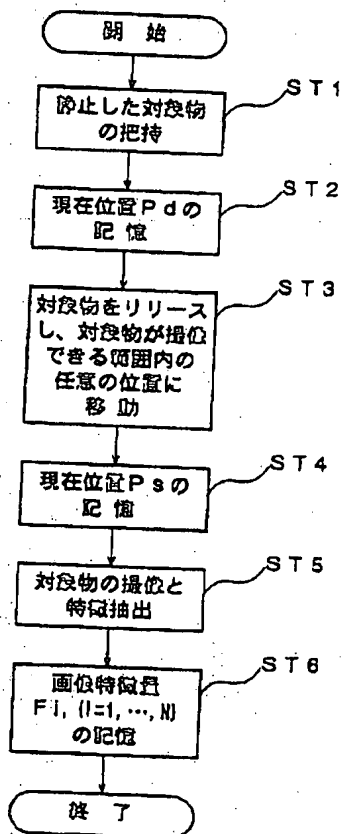 開始
ST1
静止した対象物
の把持
ST2
現在位置Pdの
記憶
ST3
対象物をリリース
し、対象物が撮像
できる範囲内の
任意の位置に
移動
ST4
現在位置Psの
記憶
ST5
対象物の撮像と
特徴抽出
ST6
画像特徴量
Fi, (i=1, …, N)
の記憶
終了